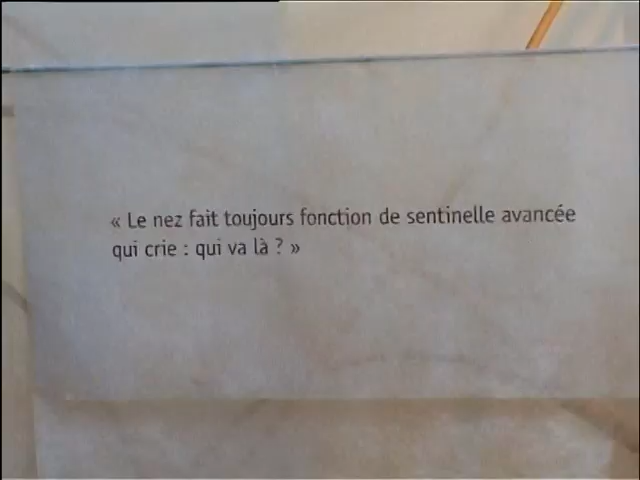 « Le nez fait toujours fonction de sentinelle avancée
qui crie : qui va là ? »